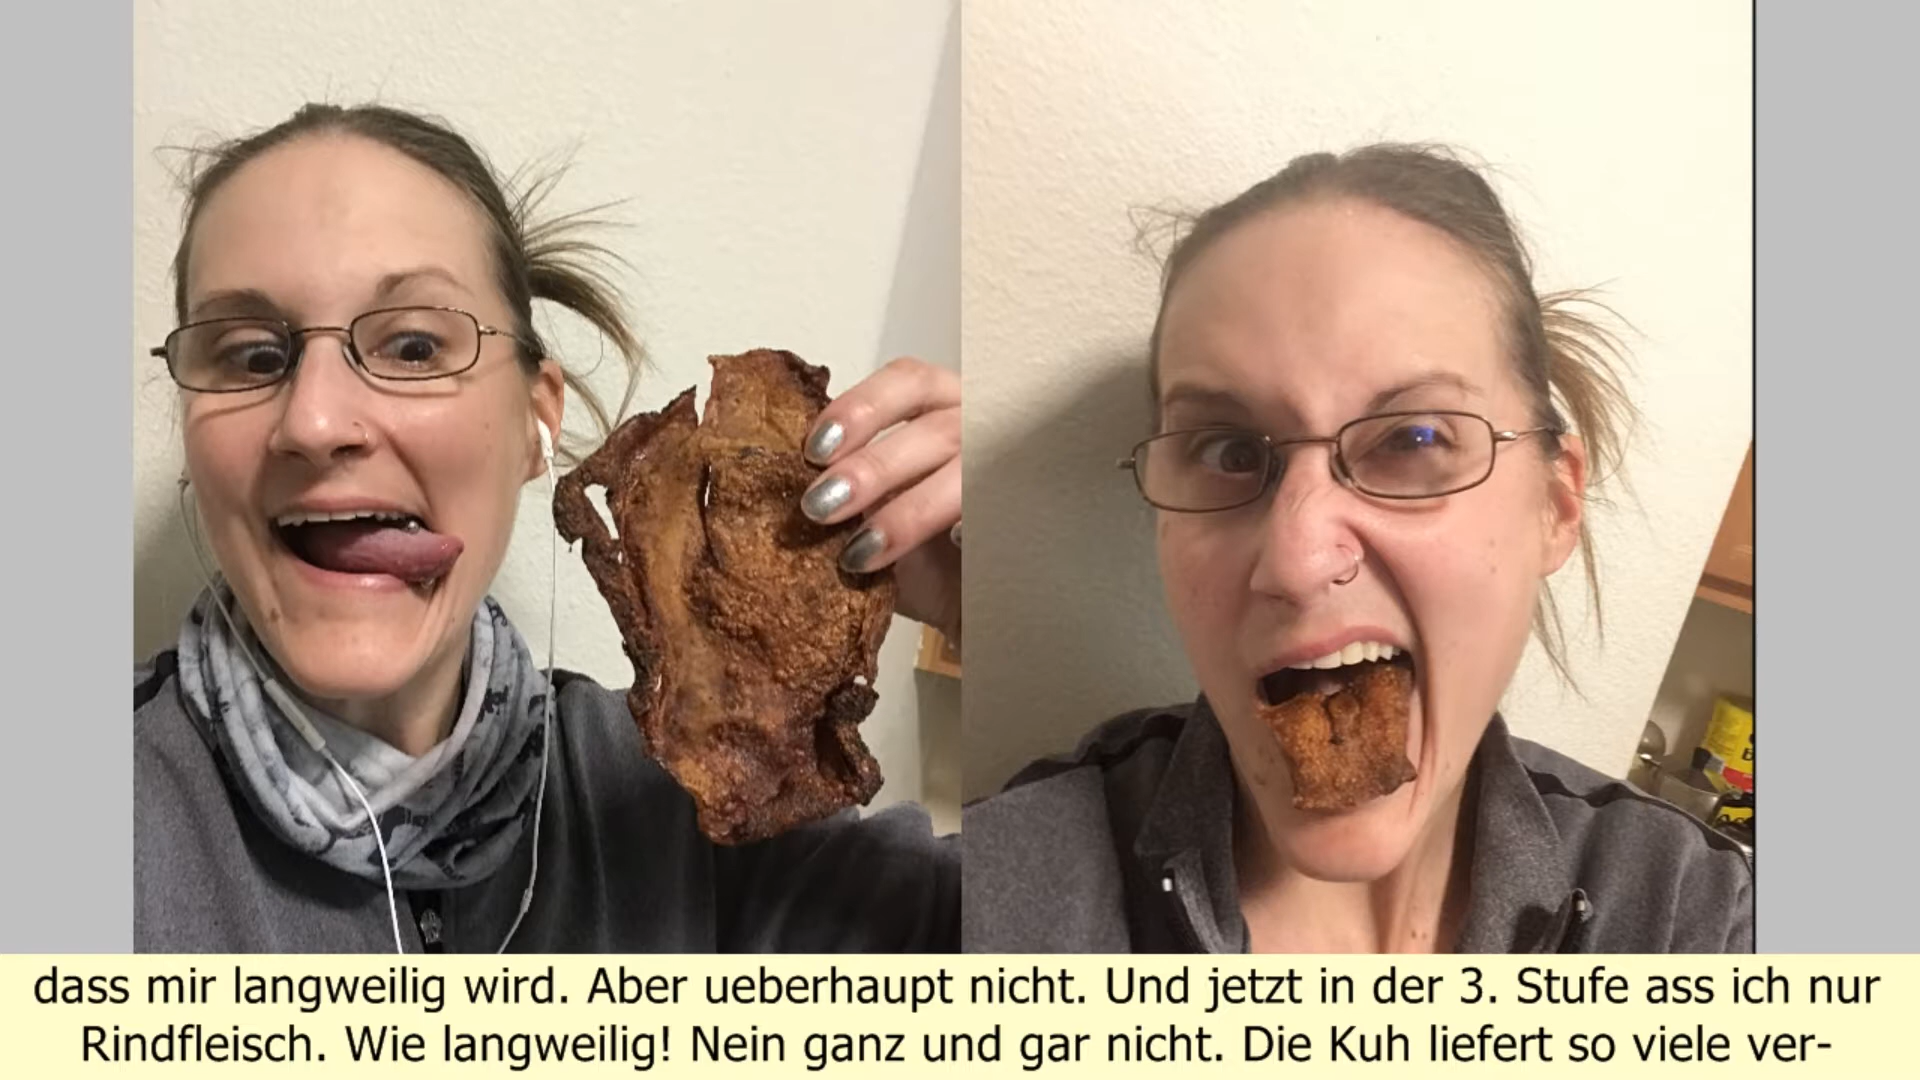 dass mir langweilig wird. Aber ueberhaupt nicht. Und jetzt in der 3. Stufe ass ich nur
Rindfleisch. Wie langweilig! Nein ganz und gar nicht. Die Kuh liefert so viele ver-